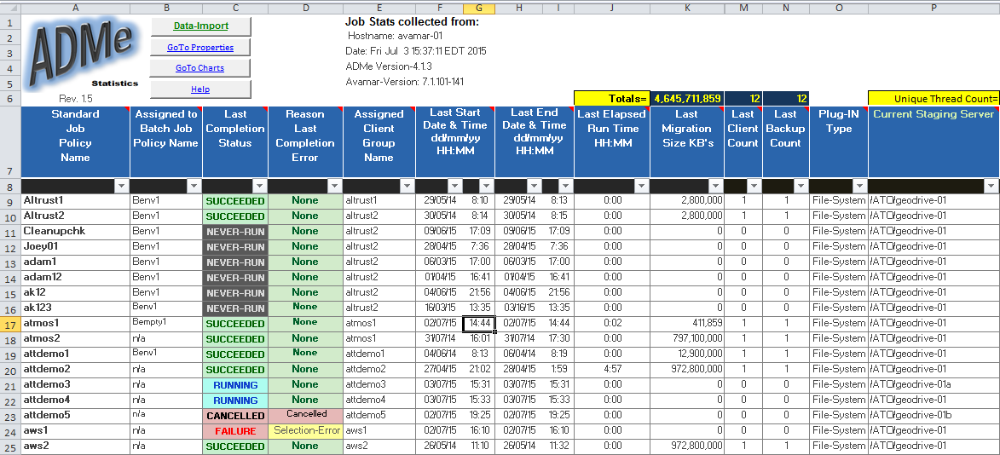 A B C D E F G H I J K M N O P
1 ADMe Data-Import Job Stats collected from:
2 GoTo Properties Hostname: avamar-01
3 Date: Fri Jul 3 15:37:11 EDT 2015
4 GoTo Charts ADMe Version-4.1.3
5 Statistics Help Avamar-Version: 7.1.101-141
6 Rev. 1.5 Totals= 4,645,711,859 12 12 Unique Thread Count=
Standard Assigned to Last Reason Assigned Last Start Last End Last Elapsed Last Last Last Plug-IN Current Staging Server
Job Batch Job Completion Last Client Date & Time Date & Time Run Time Migration Client Backup Type
Policy Policy Name Status Completion Group dd/mm/yy dd/mm/yy HH:MM Size KB's Count Count
Name Error Name HH:MM HH:MM
7
8
9 Altrust1 Benv1 SUCCEEDED None altrust1 29/05/14 8:10 29/05/14 8:13 0:00 2,800,000 1 1 File-System /ATO/geodrive-01
10 Altrust2 Benv1 SUCCEEDED None altrust2 30/05/14 8:14 30/05/14 8:15 0:00 2,800,000 1 1 File-System /ATO/geodrive-01
11 Cleanupchk Benv1 NEVER-RUN None altrust2 09/06/15 17:09 09/06/15 17:09 0:00 0 0 0 File-System /ATO/geodrive-01
12 Joey01 Benv1 NEVER-RUN None altrust2 28/04/15 7:36 28/04/15 7:36 0:00 0 0 0 File-System /ATO/geodrive-01
13 adam1 Benv1 NEVER-RUN None altrust2 06/03/15 17:00 06/03/15 17:00 0:00 0 0 0 File-System /ATO/geodrive-01
14 adam12 Benv1 NEVER-RUN None altrust2 01/04/15 16:41 01/04/15 16:41 0:00 0 0 0 File-System /ATO/geodrive-01
15 ak12 Benv1 NEVER-RUN None altrust2 04/06/15 21:56 04/06/15 21:56 0:00 0 0 0 File-System /ATO/geodrive-01
16 ak123 Benv1 NEVER-RUN None altrust2 16/03/15 13:35 03/16/15 13:35 0:00 0 0 0 File-System /ATO/geodrive-01
17 atmos1 Bempty1 SUCCEEDED None atmos1 02/07/15 14:44 02/07/15 14:44 0:02 411,859 1 1 File-System /ATO/geodrive-01
18 atmos2 n/a SUCCEEDED None atmos1 31/07/14 16:01 31/07/14 17:30 0:00 797,100,000 1 1 File-System /ATO/geodrive-01
19 attdemo1 Benv1 SUCCEEDED None attdemo1 04/06/14 8:13 06/04/14 8:19 0:00 12,900,000 1 1 File-System /ATO/geodrive-01
20 attdemo2 n/a SUCCEEDED None attdemo2 27/04/15 21:02 28/04/15 1:59 4:57 972,800,000 1 1 File-System /ATO/geodrive-01
21 attdemo3 n/a RUNNING None attdemo3 03/07/15 15:31 03/07/15 15:31 0:00 0 0 0 File-System /ATO/geodrive-01a
22 attdemo4 n/a RUNNING None attdemo4 03/07/15 15:33 03/07/15 15:33 0:00 0 0 0 File-System /ATO/geodrive-01
23 attdemo5 n/a CANCELLED Cancelled attdemo5 02/07/15 19:25 02/07/15 19:25 0:00 0 0 0 File-System /ATO/geodrive-01b
24 aws1 n/a FAILURE Selection-Error aws1 02/07/15 16:10 02/07/15 16:10 0:00 0 0 0 File-System /ATO/geodrive-01
25 aws2 n/a SUCCEEDED None aws2 26/05/14 11:10 26/05/14 11:32 0:00 972,800,000 1 1 File-System /ATO/geodrive-01